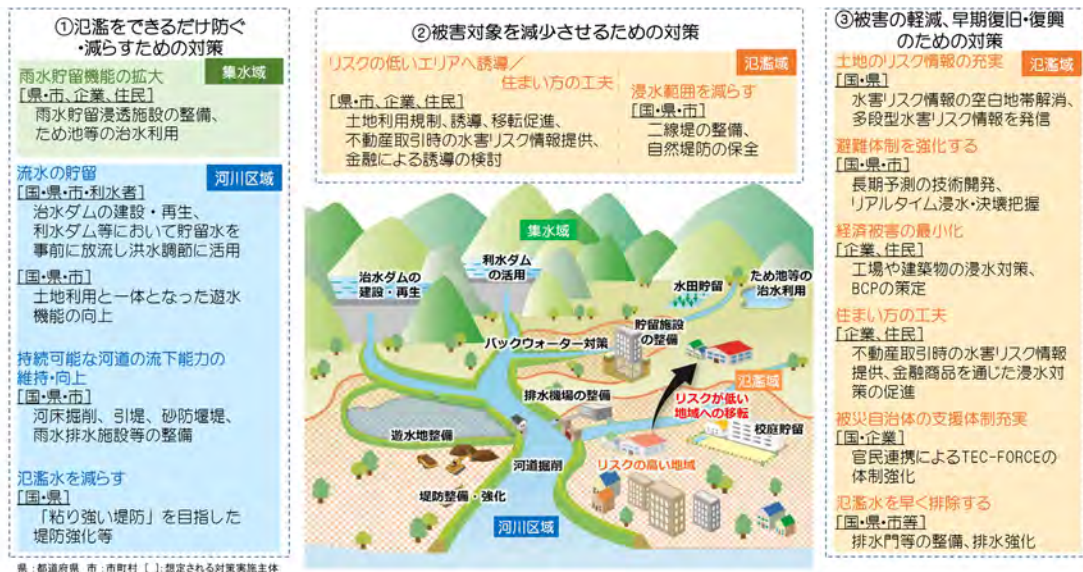 ①氾濫をできるだけ防ぐ
・減らすための対策
雨水貯留機能の拡大
集水域
[県・市、企業、住民]
雨水貯留浸透施設の整備、
ため池等の治水利用
流水の貯留
河川区域
[国・県・市・利水者]
治水ダムの建設・再生、
利水ダム等において貯留水を
事前に放流し洪水調節に活用
[国・県・市]
土地利用と一体となった遊水
機能の向上
持続可能な河道の流下能力の
維持・向上
[国・県・市]
河床掘削、引堤、砂防堰堤、
雨水排水施設等の整備
氾濫水を減らす
[国・県]
「粘り強い堤防」を目指した
堤防強化等
県:都道府県 市:市町村 [ ]:想定される対策実施主体
②被害対象を減少させるための対策
リスクの低いエリアへ誘導/
住まい方の工夫
氾濫域
[県・市、企業、住民]
土地利用規制、誘導、移転促進、
不動産取引時の水害リスク情報提供、
金融による誘導の検討
浸水範囲を減らす
[国・県・市]
二線堤の整備、
自然堤防の保全
集水域
治水ダムの
建設・再生
利水ダム
の活用
水田貯留
ため池等の
治水利用
バックウォーター対策
貯留施設
の整備
氾濫域
排水機場の整備
リスクが低い
地域への移転
遊水地整備
校庭貯留
河道掘削
リスクの高い地域
堤防整備・強化
河川区域
③被害の軽減、早期復旧・復興
のための対策
土地のリスク情報の充実
氾濫域
[国・県]
水害リスク情報の空白地帯解消、
多段型水害リスク情報を発信
避難体制を強化する
[国・県・市]
長期予測の技術開発、
リアルタイム浸水・決壊把握
経済被害の最小化
[企業、住民]
工場や建築物の浸水対策、
BCPの策定
住まい方の工夫
[企業、住民]
不動産取引時の水害リスク情報
提供、金融商品を通じた浸水対
策の促進
被災自治体の支援体制充実
[国・企業]
官民連携によるTEC-FORCEの
体制強化
氾濫水を早く排除する
[国・県・市等]
排水門等の整備、排水強化